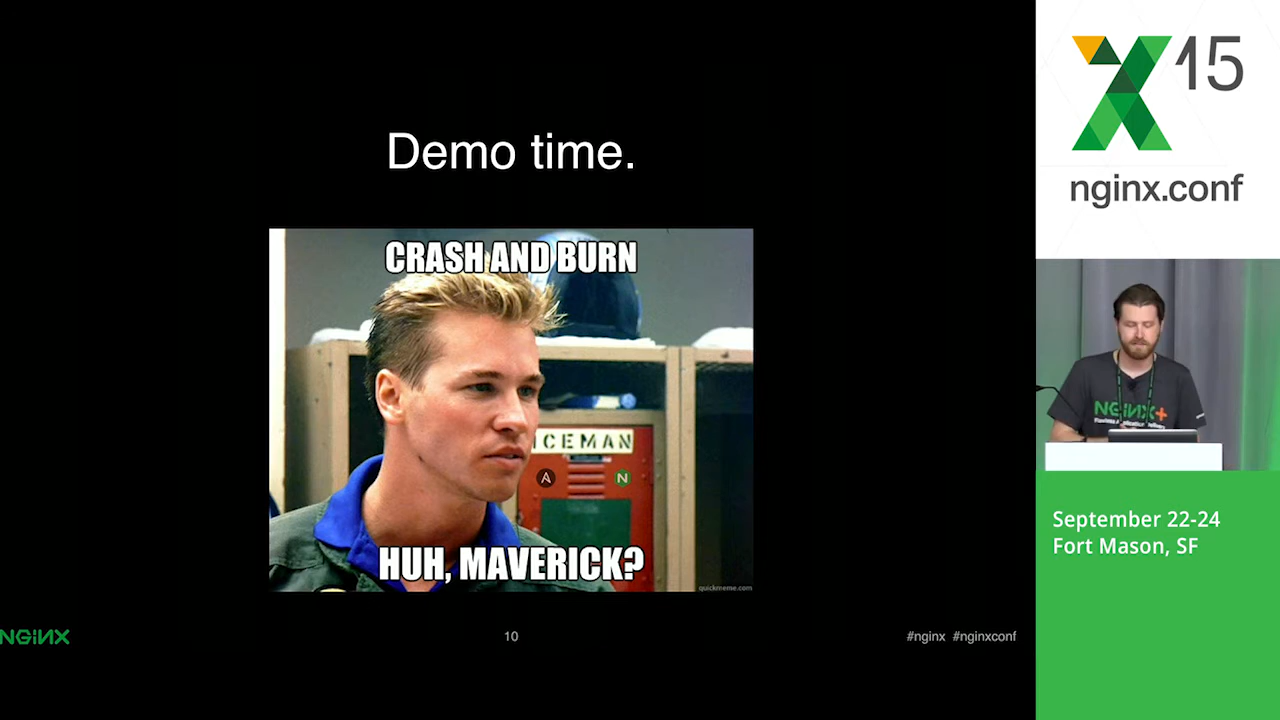 Demo time.
CRASH AND BURN
ICEMAN
A
N
HUH, MAVERICK?
quickmeme.com
NGINX
10
#nginx #nginxconf
15
nginx.conf
NGINX+
September 22-24
Fort Mason, SF